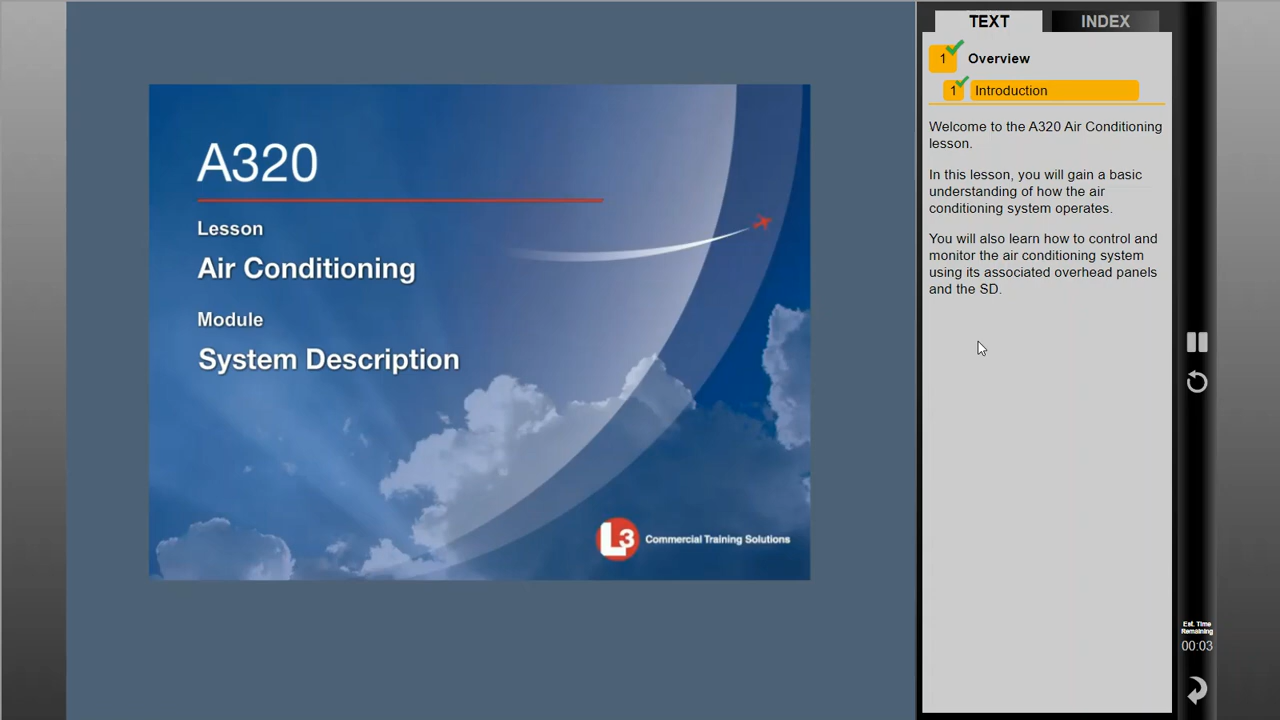 A320
Lesson
Air Conditioning
Module
System Description
L3 Commercial Training Solutions
TEXT
INDEX
1 Overview
1 Introduction
Welcome to the A320 Air Conditioning
lesson.
In this lesson, you will gain a basic
understanding of how the air
conditioning system operates.
You will also learn how to control and
monitor the air conditioning system
using its associated overhead panels
and the SD.
Est. Time
Remaining
00:03